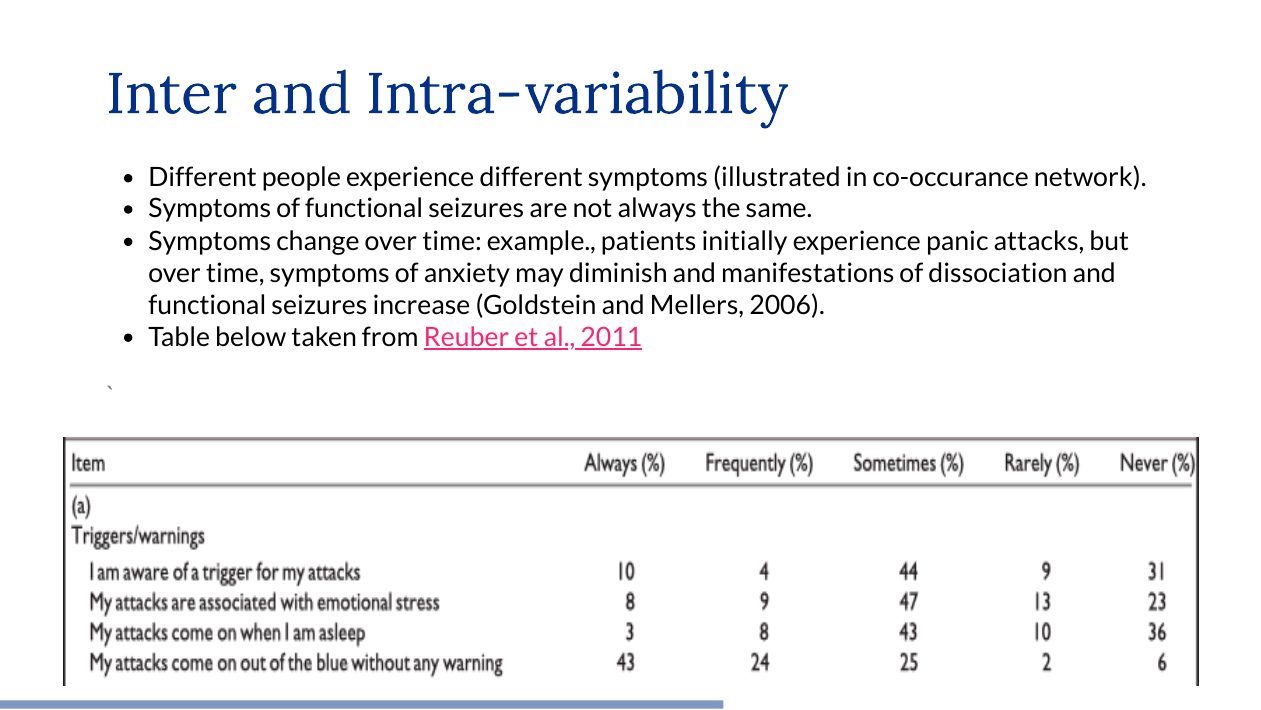 Inter and Intra-variability
• Different people experience different symptoms (illustrated in co-occurance network).
• Symptoms of functional seizures are not always the same.
• Symptoms change over time: example., patients initially experience panic attacks, but
over time, symptoms of anxiety may diminish and manifestations of dissociation and
functional seizures increase (Goldstein and Mellers, 2006).
• Table below taken from Reuber et al., 2011
`
Item Always (%) Frequently (%) Sometimes (%) Rarely (%) Never (%)
(a)
Triggers/warnings
I am aware of a trigger for my attacks 10 4 44 9 31
My attacks are associated with emotional stress 8 9 47 13 23
My attacks come on when I am asleep 3 8 43 10 36
My attacks come on out of the blue without any warning 43 24 25 2 6